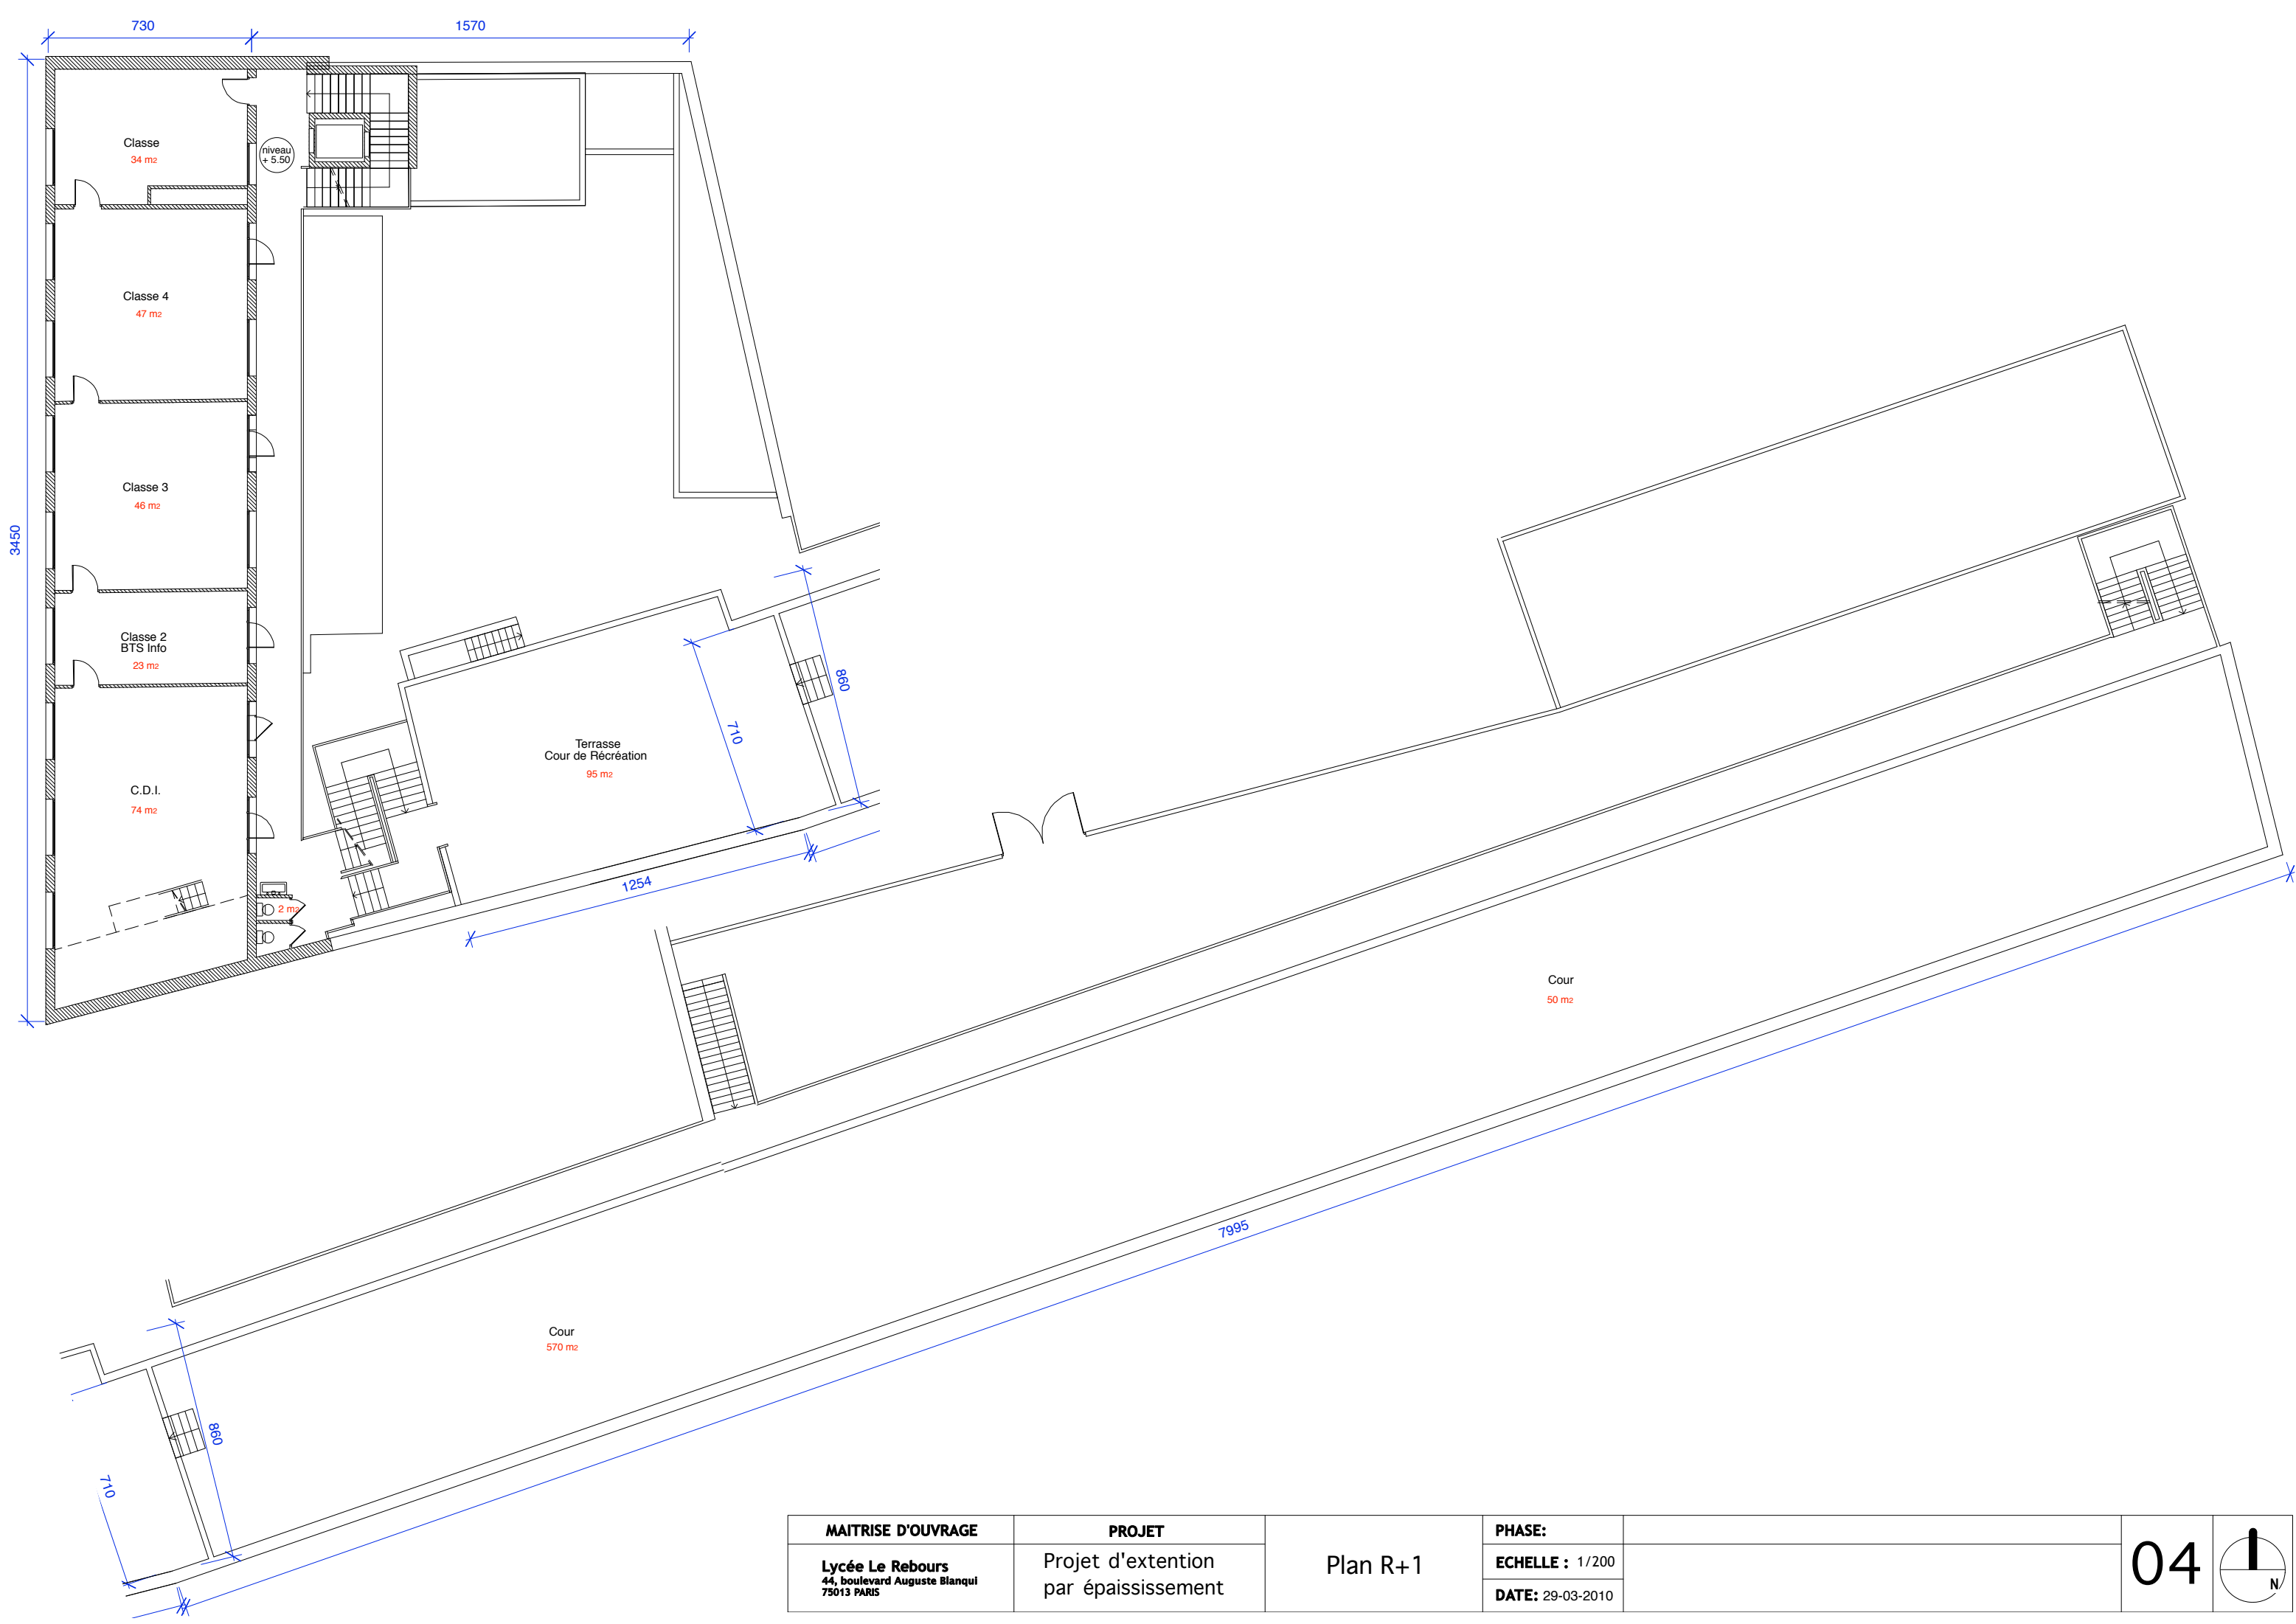 730
1570
3450
Classe
34 m2
niveau
+ 5.50
Classe 4
47 m2
Classe 3
46 m2
Classe 2
BTS Info
23 m2
C.D.I.
74 m2
2 m2
Terrasse
Cour de Récréation
95 m2
710
860
1254
Cour
50 m2
7995
Cour
570 m2
860
710
MAITRISE D'OUVRAGE
Lycée Le Rebours
44, boulevard Auguste Blanqui
75013 PARIS
PROJET
Projet d'extention
par épaississement
Plan R+1
PHASE:
ECHELLE : 1/200
DATE: 29-03-2010
04
N